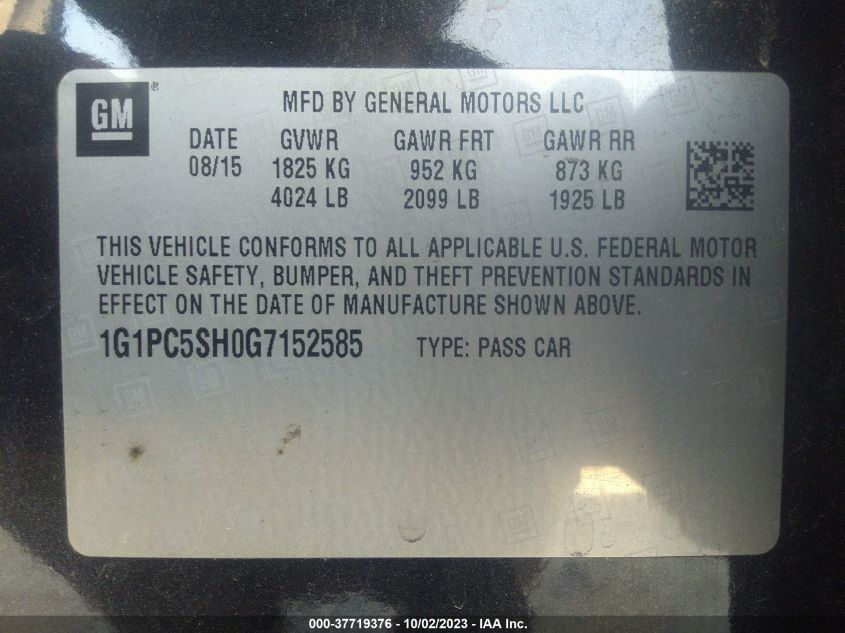 GM®
MFD BY GENERAL MOTORS LLC
DATE GVWR GAWR FRT GAWR RR
08/15 1825 KG 952 KG 873 KG
4024 LB 2099 LB 1925 LB
THIS VEHICLE CONFORMS TO ALL APPLICABLE U.S. FEDERAL MOTOR
VEHICLE SAFETY, BUMPER, AND THEFT PREVENTION STANDARDS IN
EFFECT ON THE DATE OF MANUFACTURE SHOWN ABOVE.
1G1PC5SH0G7152585 TYPE: PASS CAR
000-37719376 - 10/02/2023 - IAA Inc.